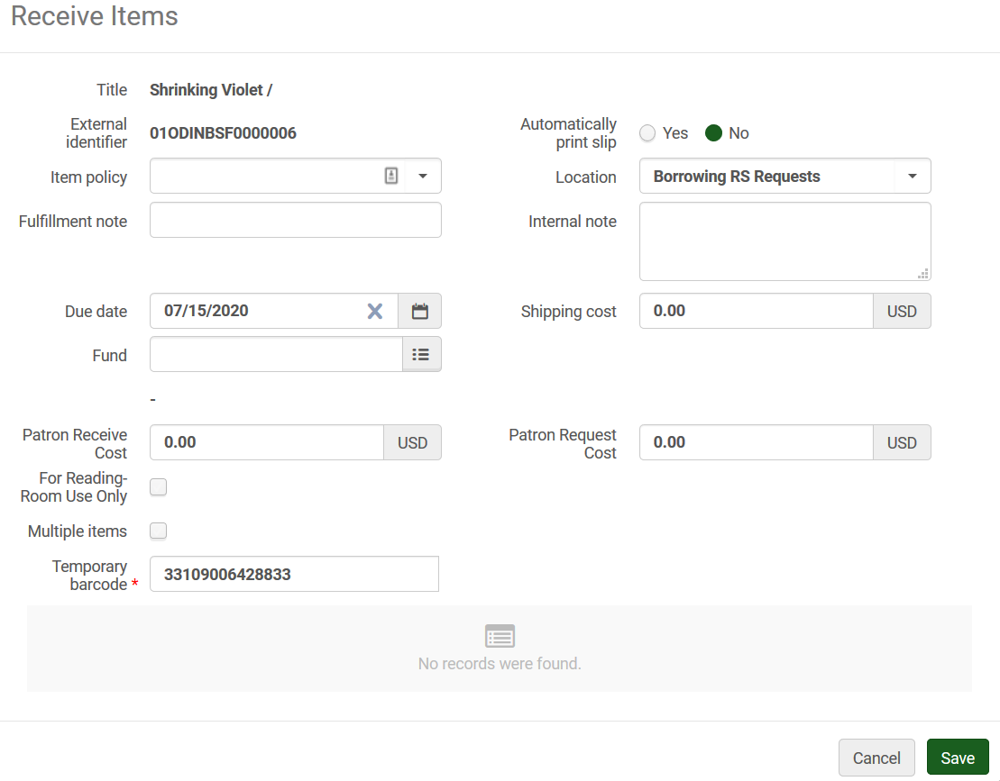 Receive Items
Title Shrinking Violet /
External identifier 01ODINBSF0000006
Automatically print slip Yes No
Item policy
Location Borrowing RS Requests
Fulfillment note
Internal note
Due date 07/15/2020
Shipping cost 0.00 USD
Fund
-
Patron Receive Cost 0.00 USD
Patron Request Cost 0.00 USD
For Reading-
Room Use Only
Multiple items
Temporary
barcode * 33109006428833
No records were found.
Cancel Save